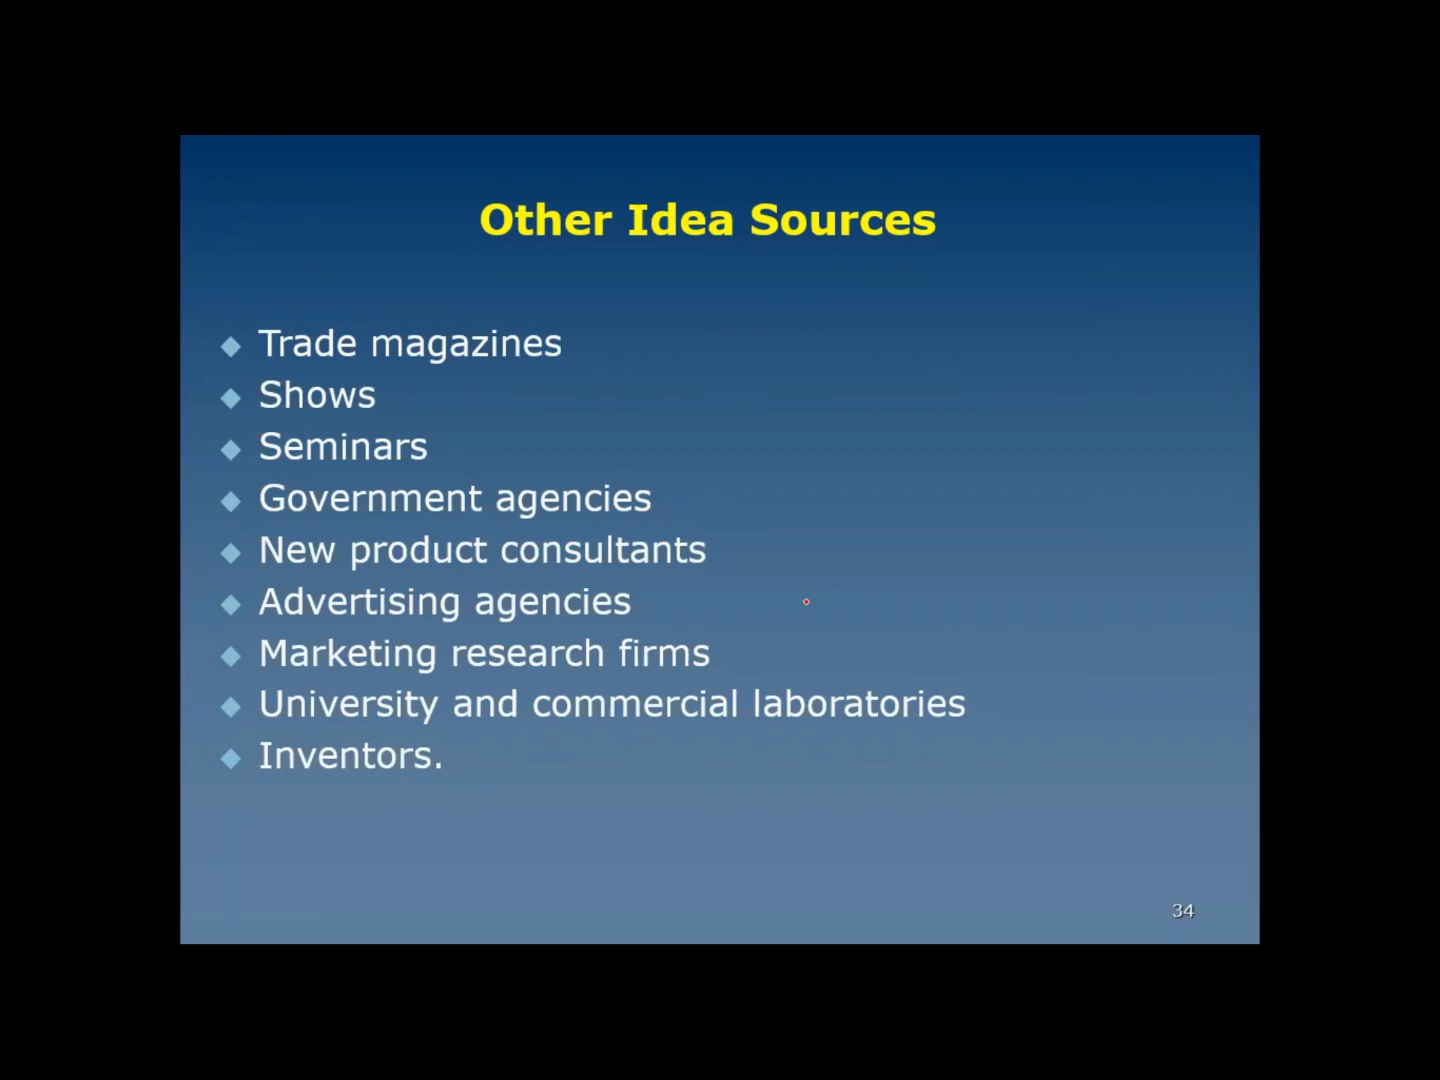 Other Idea Sources
Trade magazines
Shows
Seminars
Government agencies
New product consultants
Advertising agencies
Marketing research firms
University and commercial laboratories
Inventors.
34